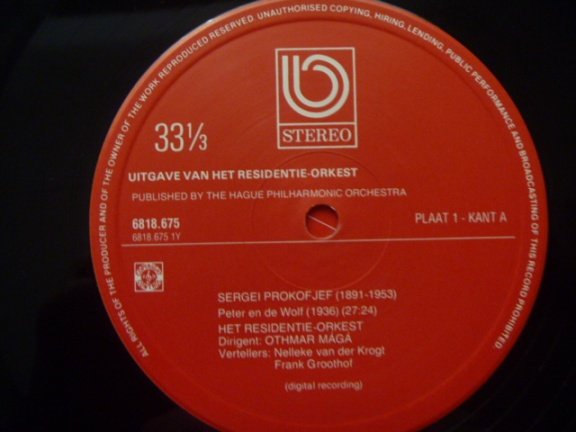 ALL RIGHTS OF THE PRODUCER AND OF THE OWNER OF THE WORK REPRODUCED RESERVED. UNAUTHORISED COPYING, HIRING, LENDING, PUBLIC PERFORMANCE AND BROADCASTING OF THIS RECORD PROHIBITED.
STEREO
33⅓
UITGAVE VAN HET RESIDENTIE-ORKEST
PUBLISHED BY THE HAGUE PHILHARMONIC ORCHESTRA
6818.675
PLAAT 1 - KANT A
6818.675 1Y
SERGEI PROKOFJEF (1891-1953)
Peter en de Wolf (1936) (27:24)
HET RESIDENTIE-ORKEST
Dirigent: OTHMAR MÁGA
Vertellers: Nelleke van der Krogt
Frank Groothof
(digital recording)